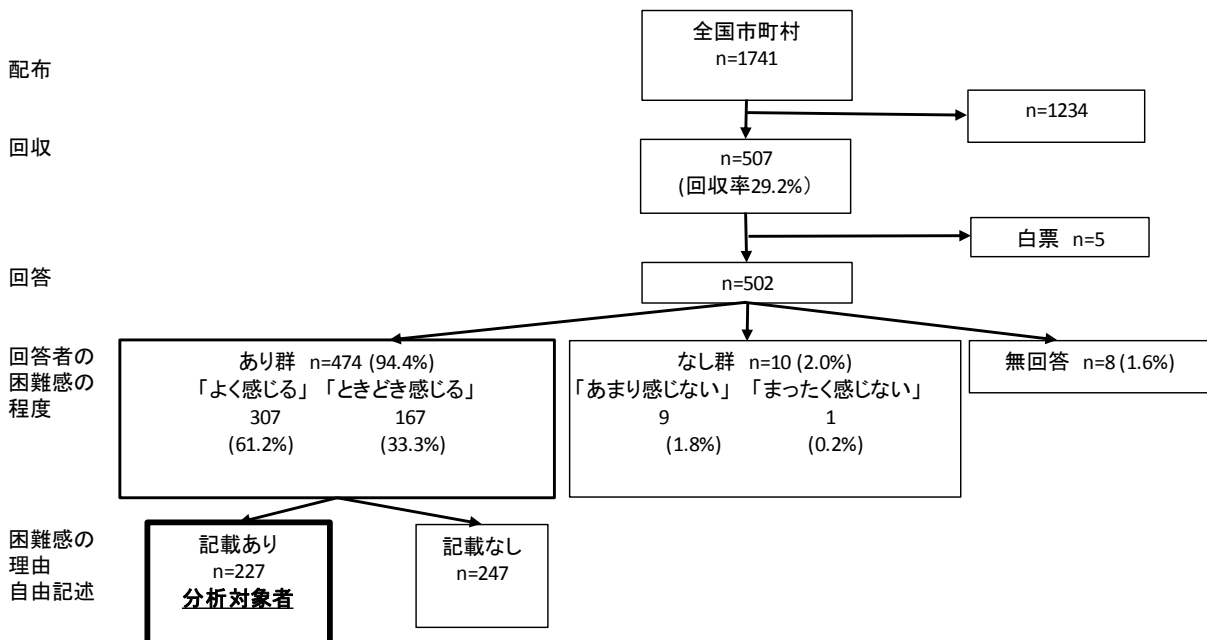 全国市町村
n=1741
配布
n=1234
回収
n=507
(回収率29.2%)
白票 n=5
回答
n=502
回答者の
困難感の
程度
あり群 n=474 (94.4%)
「よく感じる」「ときどき感じる」
307 167
(61.2%) (33.3%)
なし群 n=10 (2.0%)
「あまり感じない」「まったく感じない」
9 1
(1.8%) (0.2%)
無回答 n=8 (1.6%)
困難感の
理由
自由記述
記載あり
n=227
分析対象者
記載なし
n=247